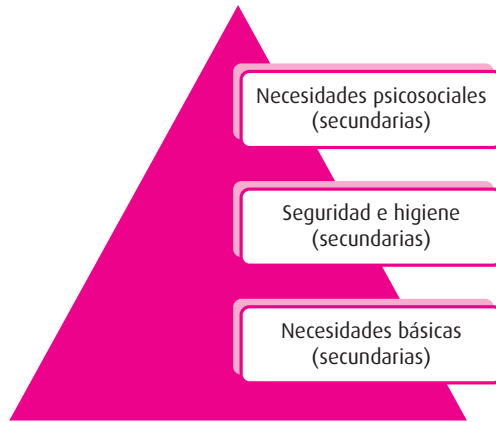 Necesidades psicosociales
(secundarias)
Seguridad e higiene
(secundarias)
Necesidades básicas
(secundarias)